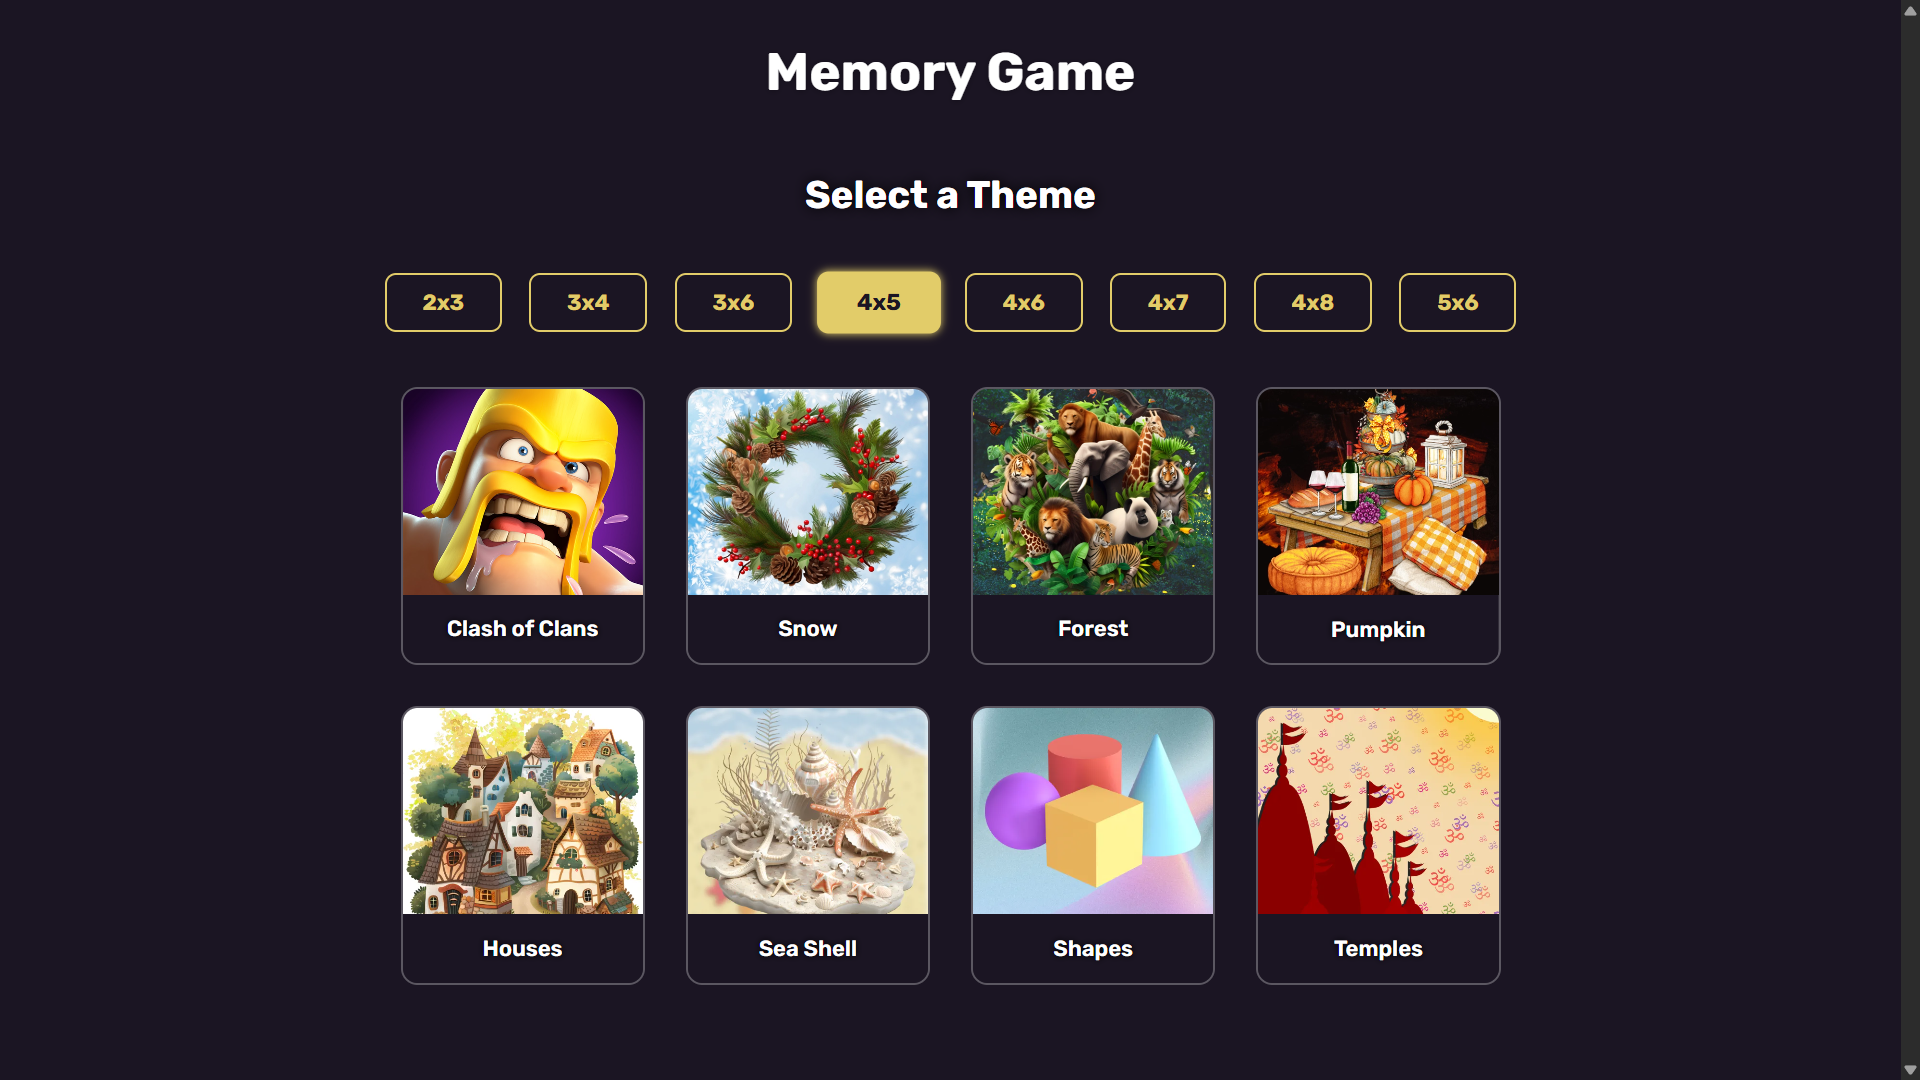 Memory Game
Select a Theme
2x3 3x4 3x6 4x5 4x6 4x7 4x8 5x6
Clash of Clans Snow Forest Pumpkin
Houses Sea Shell Shapes Temples